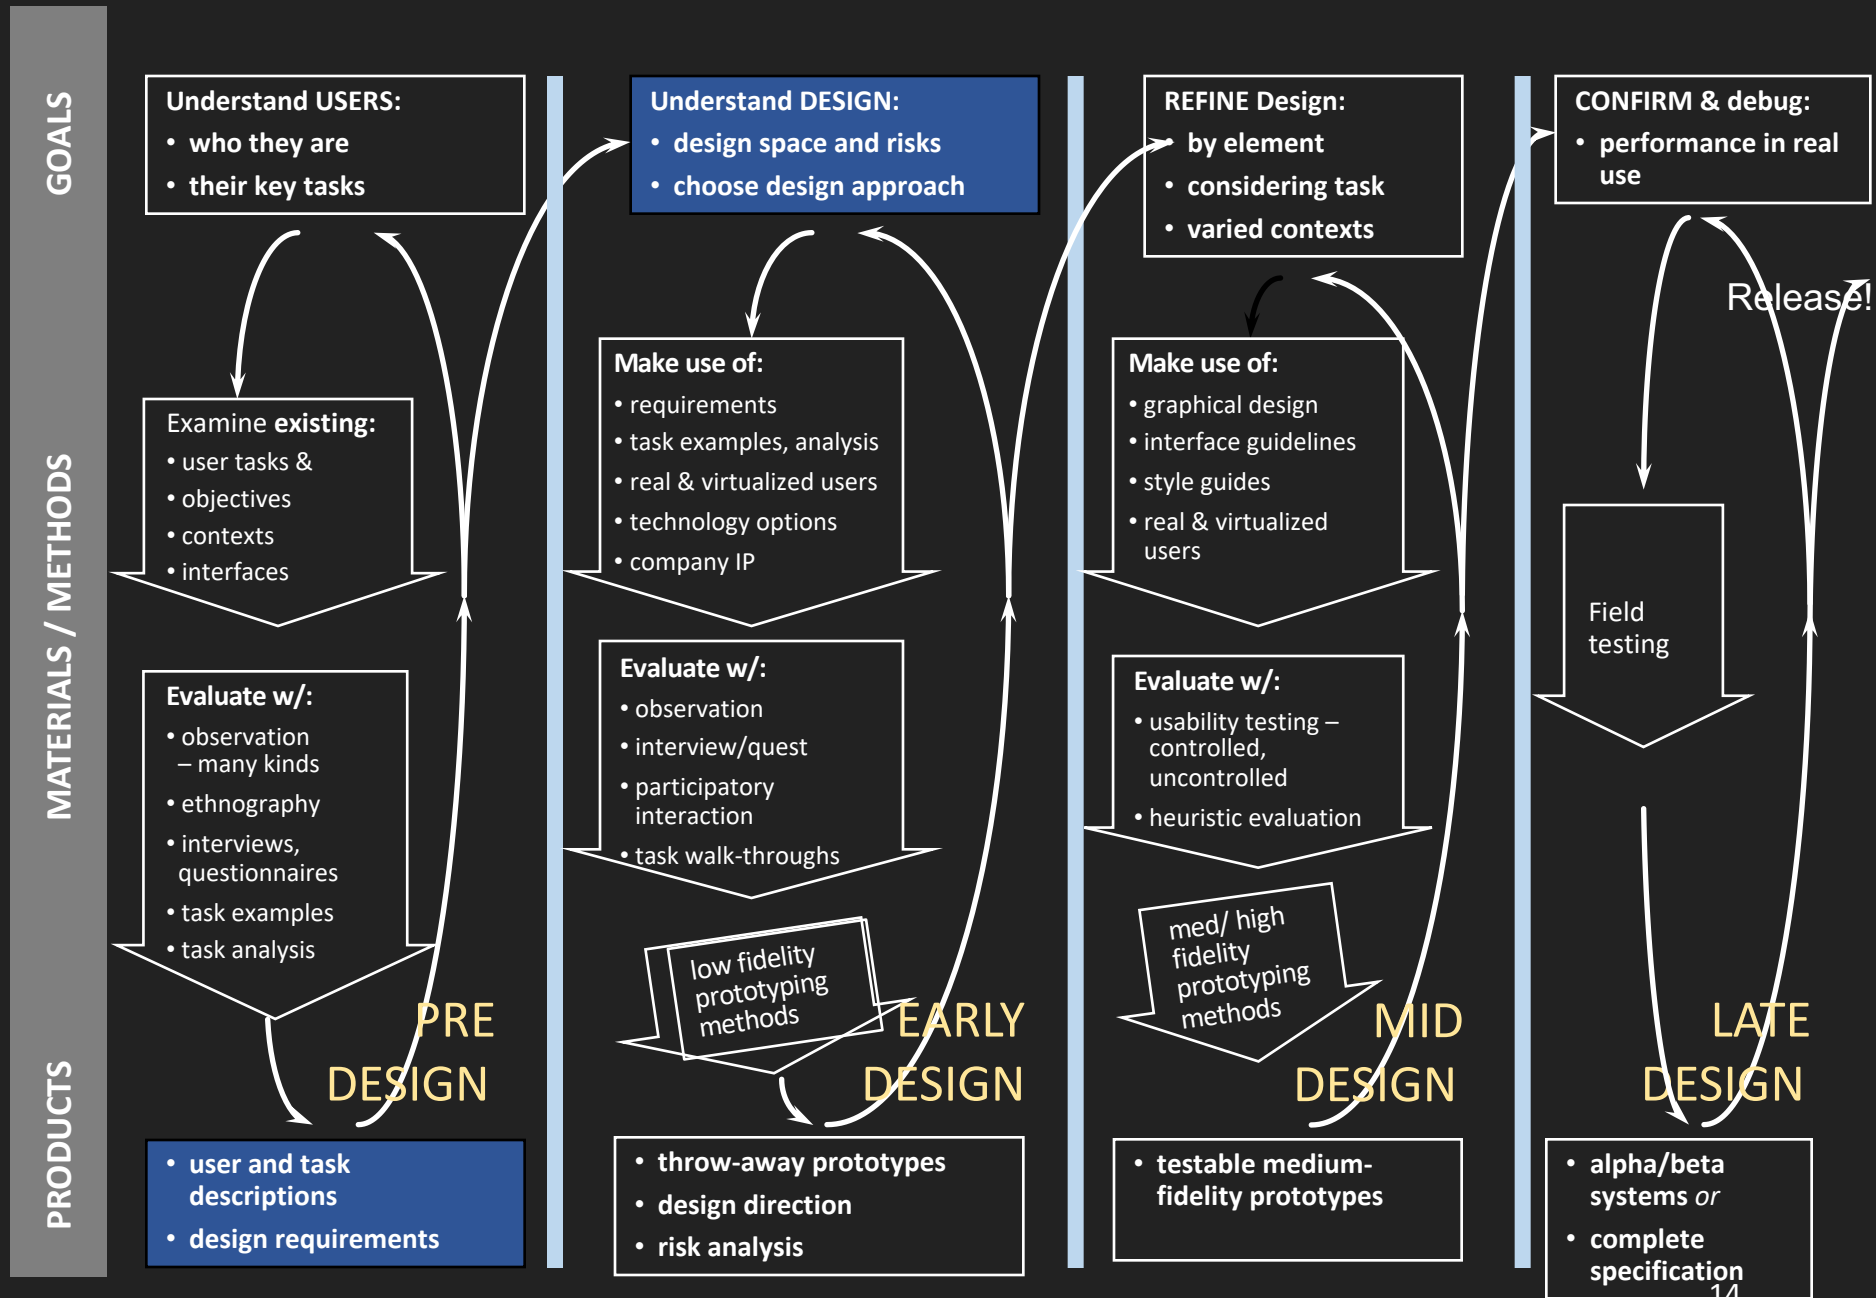 GOALS
MATERIALS / METHODS
PRODUCTS
Understand USERS:
• who they are
• their key tasks
Examine existing:
• user tasks &
• objectives
• contexts
• interfaces
Evaluate w/:
• observation
– many kinds
• ethnography
• interviews,
questionnaires
• task examples
• task analysis
PRE
DESIGN
• user and task
descriptions
• design requirements
Understand DESIGN:
• design space and risks
• choose design approach
Make use of:
• requirements
• task examples, analysis
• real & virtualized users
• technology options
• company IP
Evaluate w/:
• observation
• interview/quest
• participatory
interaction
• task walk-throughs
low fidelity
prototyping
methods
EARLY
DESIGN
• throw-away prototypes
• design direction
• risk analysis
REFINE Design:
• by element
• considering task
• varied contexts
Make use of:
• graphical design
• interface guidelines
• style guides
• real & virtualized
users
Evaluate w/:
• usability testing –
controlled,
uncontrolled
• heuristic evaluation
med/ high
fidelity
prototyping
methods
MID
DESIGN
• testable medium-
fidelity prototypes
CONFIRM & debug:
• performance in real
use
Release!
Field
testing
LATE
DESIGN
• alpha/beta
systems or
• complete
specification
14